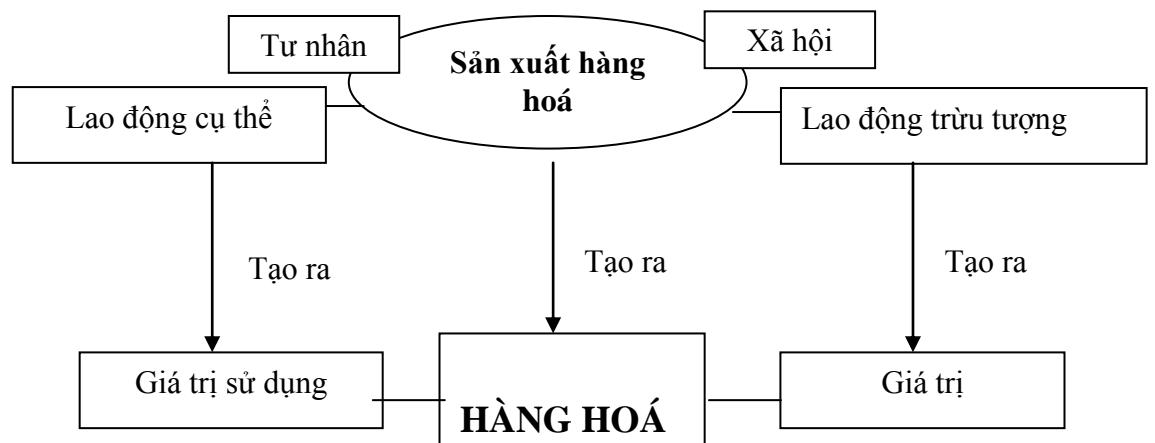 Tư nhân
Xã hội
Sản xuất hàng
hoá
Lao động cụ thể
Lao động trừu tượng
Tạo ra
Tạo ra
Tạo ra
Giá trị sử dụng
HÀNG HOÁ
Giá trị